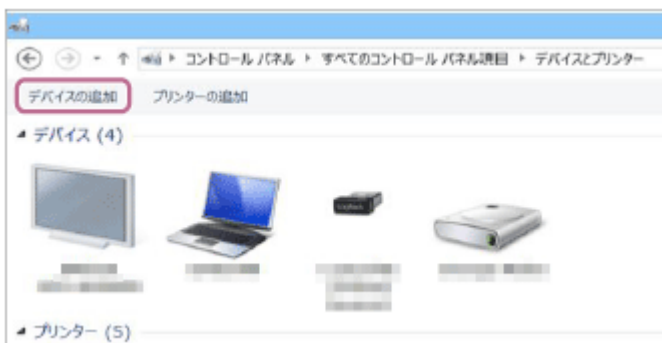 コントロール パネル ▸ すべてのコントロール パネル項目 ▸ デバイスとプリンター
デバイスの追加 プリンターの追加
デバイス (4)
プリンター (5)